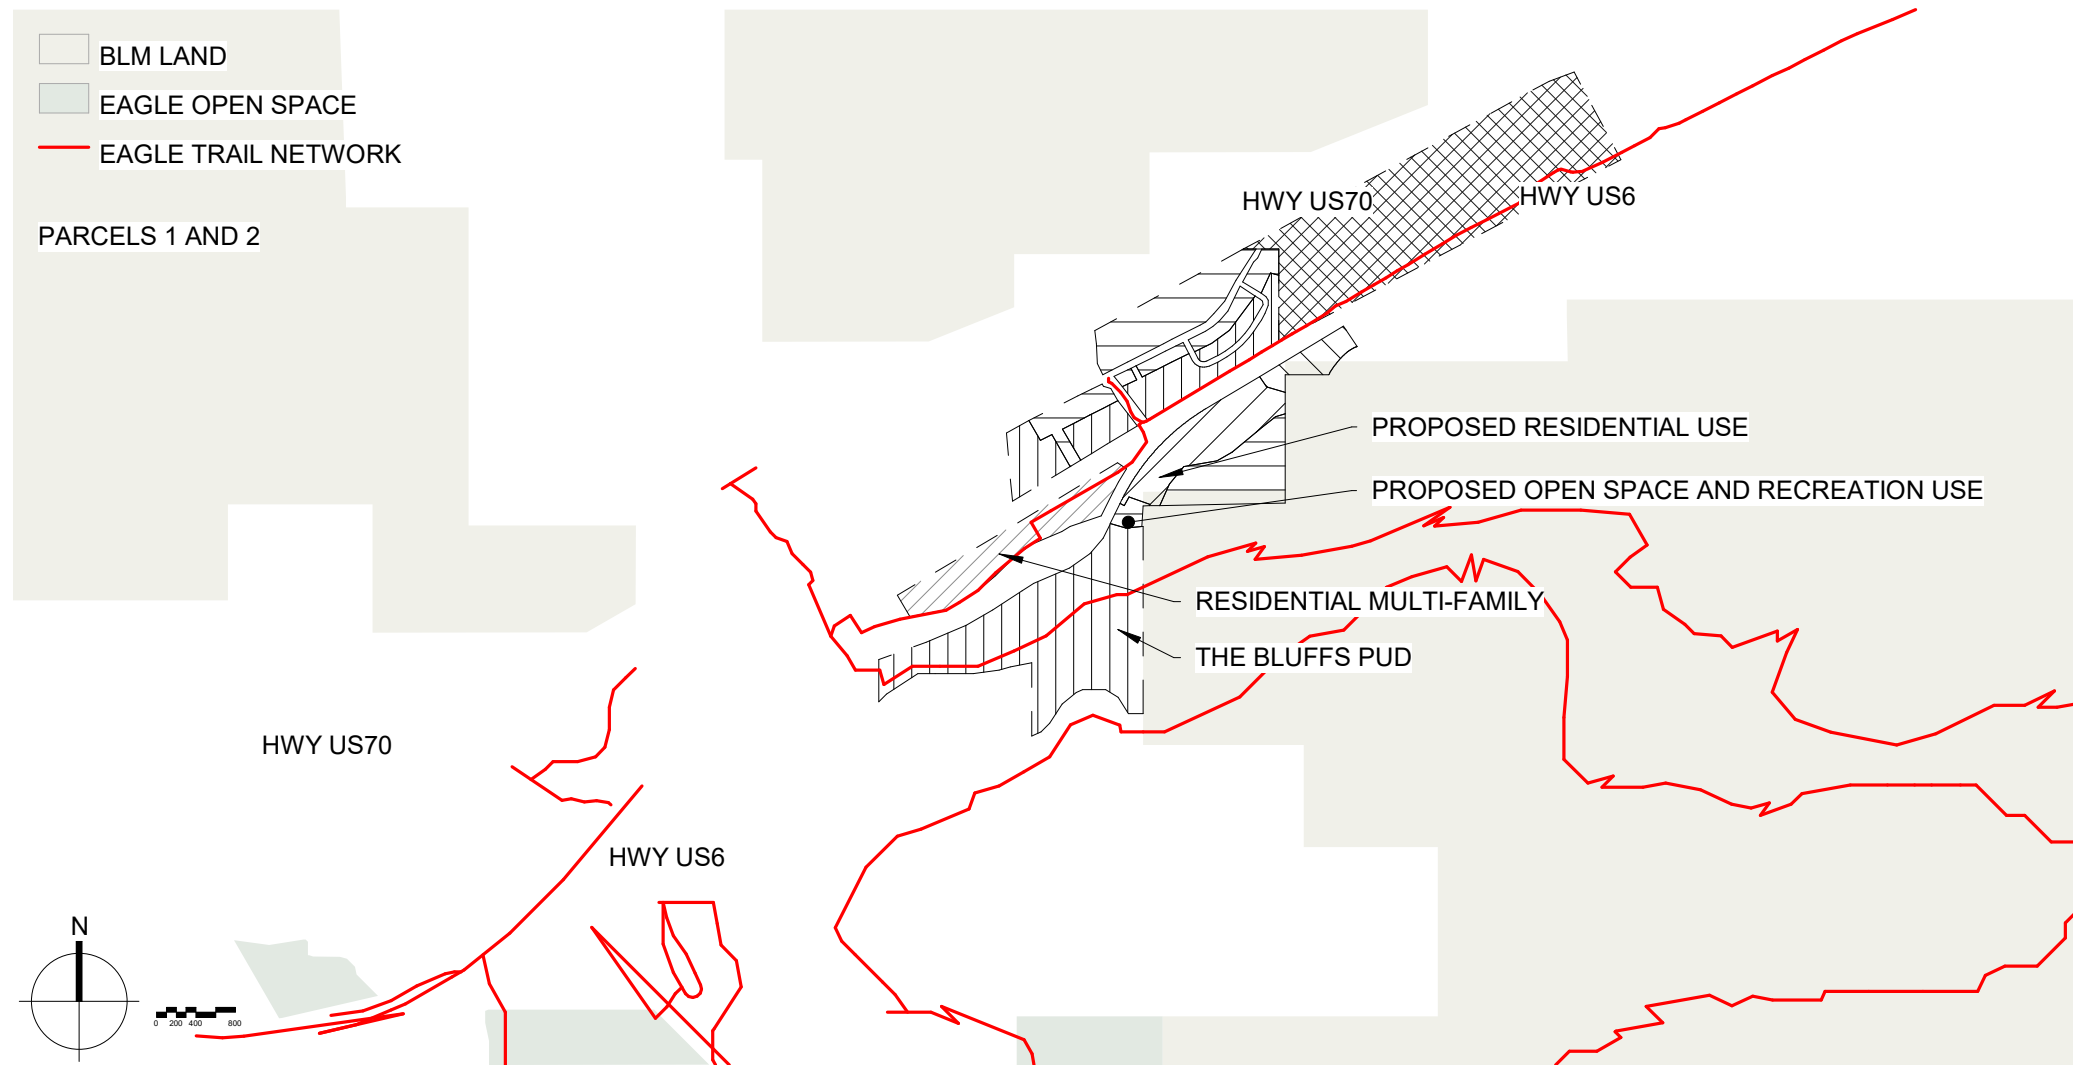 BLM LAND
EAGLE OPEN SPACE
EAGLE TRAIL NETWORK
PARCELS 1 AND 2
HWY US70
HWY US6
PROPOSED RESIDENTIAL USE
PROPOSED OPEN SPACE AND RECREATION USE
RESIDENTIAL MULTI-FAMILY
THE BLUFFS PUD
HWY US70
HWY US6
N
0 200 400 800